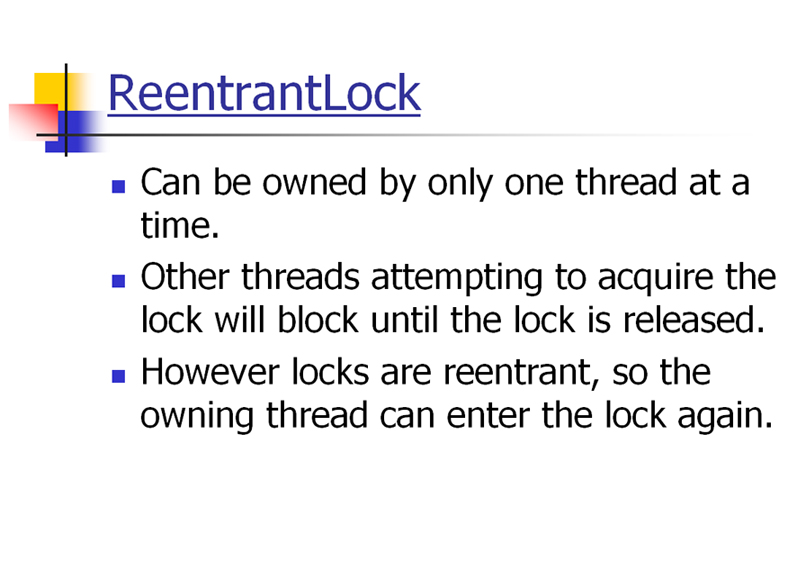 ReentrantLock
Can be owned by only one thread at a
time.
Other threads attempting to acquire the
lock will block until the lock is released.
However locks are reentrant, so the
owning thread can enter the lock again.